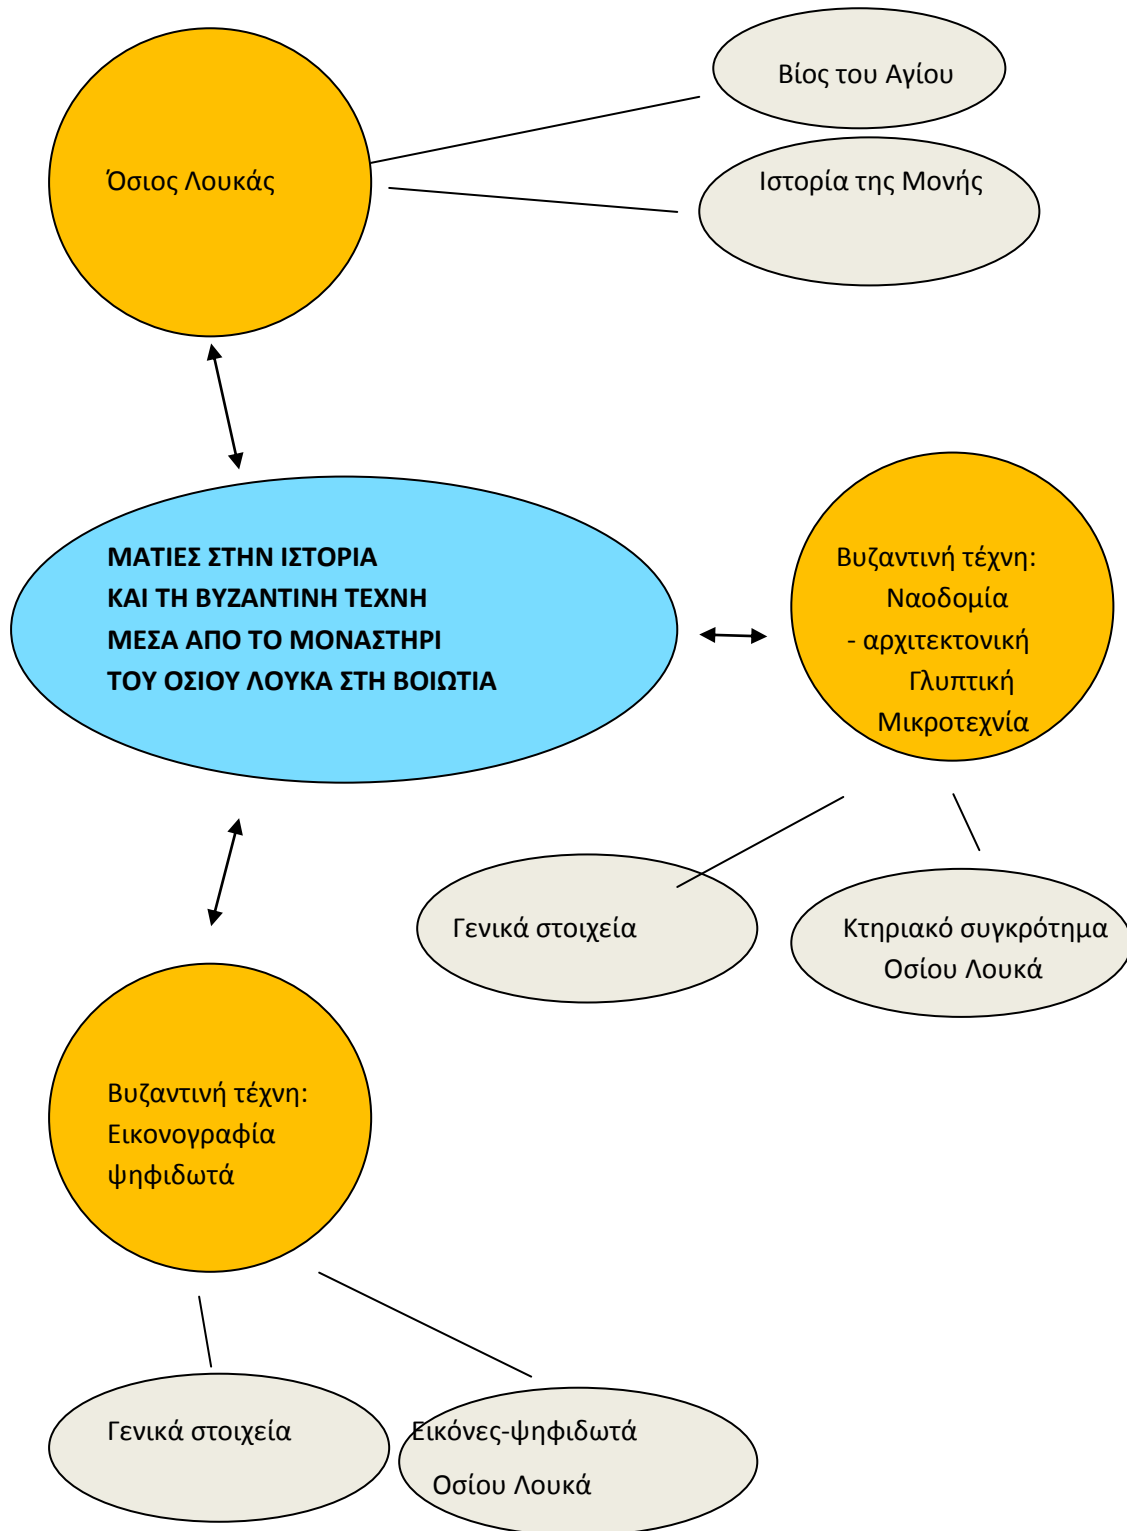 Βίος του Αγίου
Όσιος Λουκάς
Ιστορία της Μονής
ΜΑΤΙΕΣ ΣΤΗΝ ΙΣΤΟΡΙΑ
ΚΑΙ ΤΗ ΒΥΖΑΝΤΙΝΗ ΤΕΧΝΗ
ΜΕΣΑ ΑΠΟ ΤΟ ΜΟΝΑΣΤΗΡΙ
ΤΟΥ ΟΣΙΟΥ ΛΟΥΚΑ ΣΤΗ ΒΟΙΩΤΙΑ
Βυζαντινή τέχνη:
Ναοδομία
- αρχιτεκτονική
Γλυπτική
Μικροτεχνία
Γενικά στοιχεία
Κτηριακό συγκρότημα
Οσίου Λουκά
Βυζαντινή τέχνη:
Εικονογραφία
ψηφιδωτά
Γενικά στοιχεία
Εικόνες-ψηφιδωτά
Οσίου Λουκά